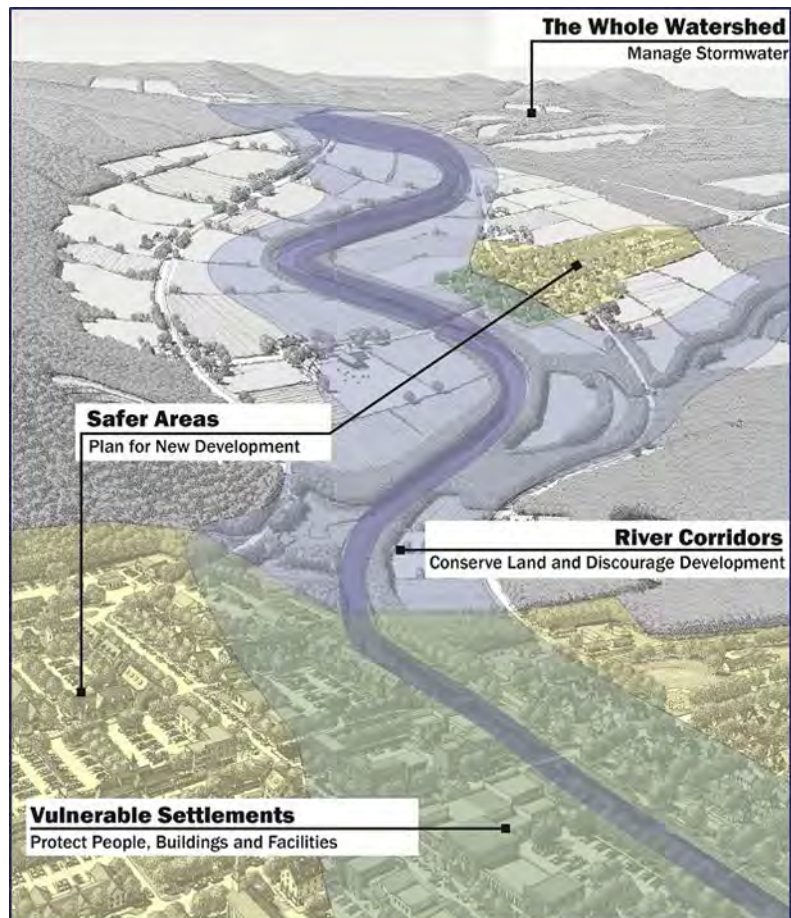 The Whole Watershed
Manage Stormwater
Safer Areas
Plan for New Development
River Corridors
Conserve Land and Discourage Development
Vulnerable Settlements
Protect People, Buildings and Facilities